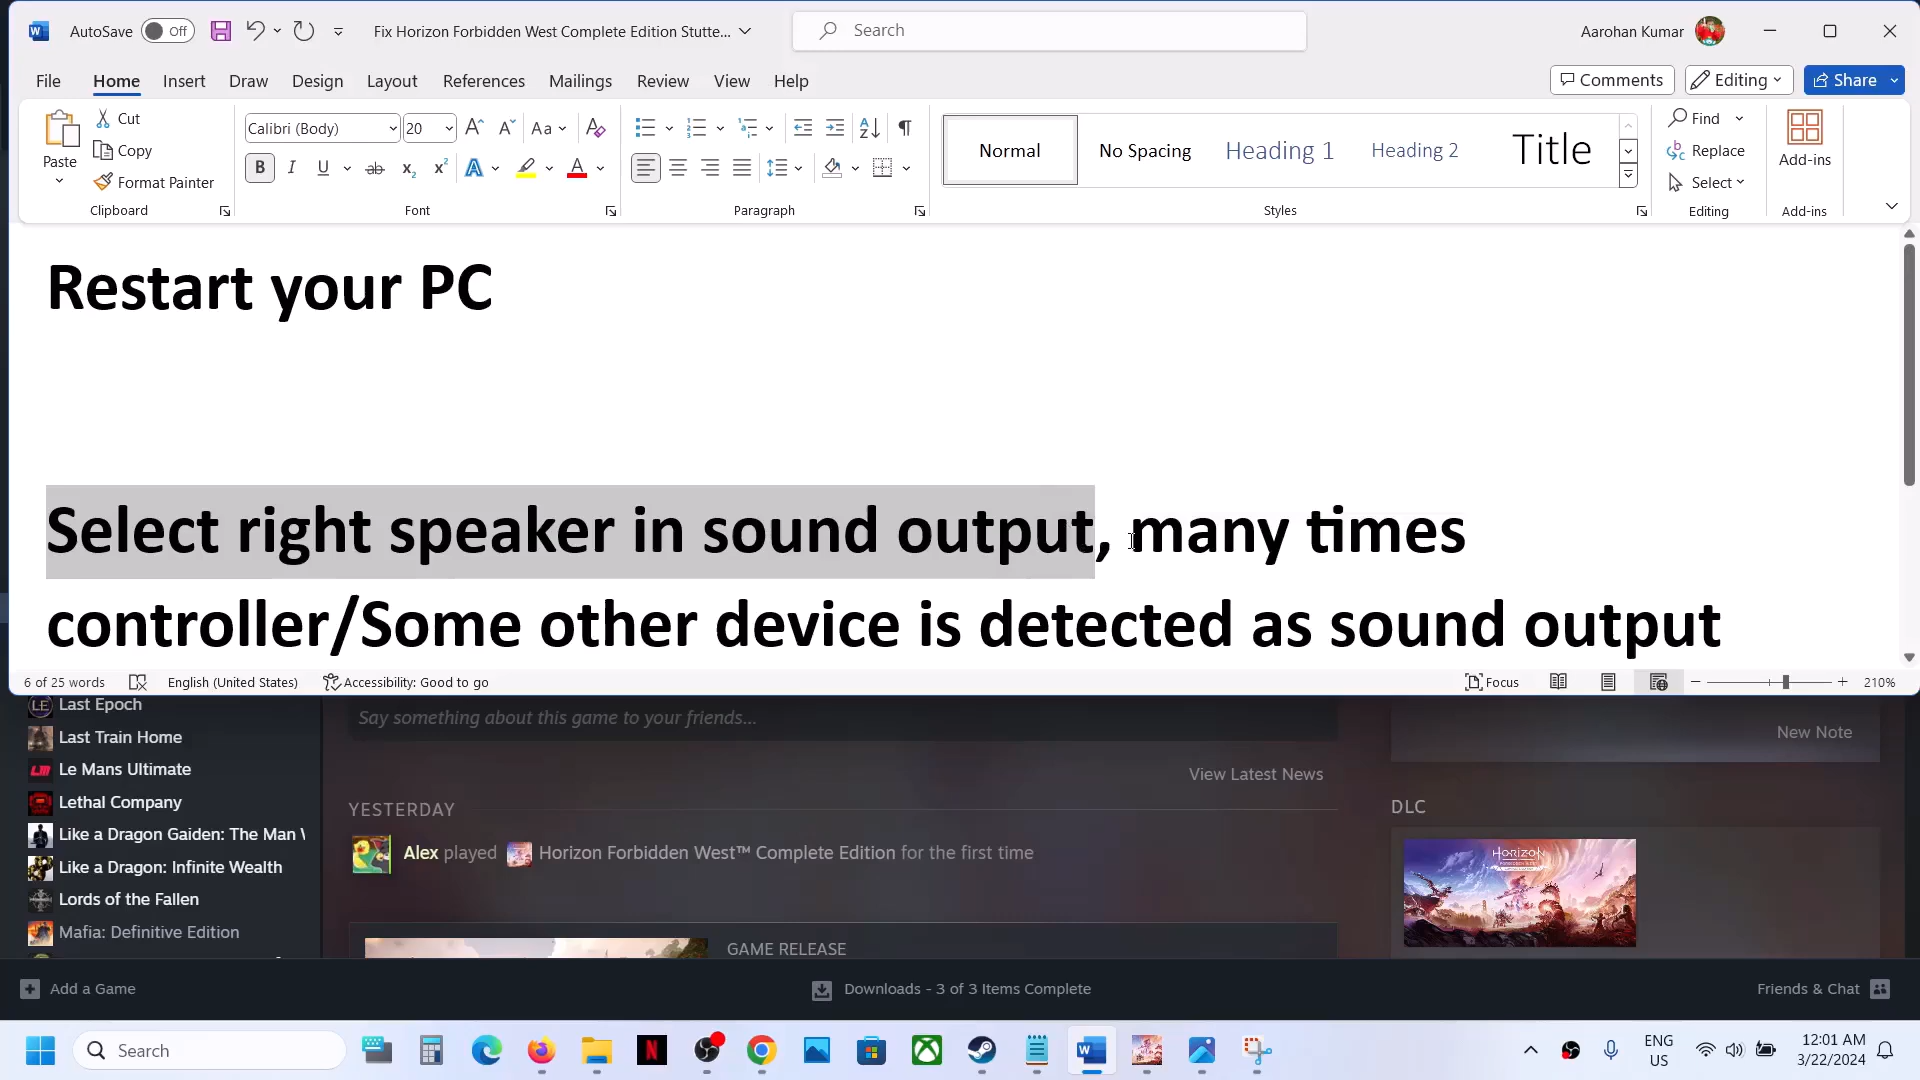 AutoSave Off Fix Horizon Forbidden West Complete Edition Stutte... Search Aarohan Kumar
File Home Insert Draw Design Layout References Mailings Review View Help Comments Editing Share
Paste Cut Copy Format Painter Clipboard
Calibri (Body) 20 Aa Font
Paragraph
Normal No Spacing Heading 1 Heading 2 Title Styles
Find Replace Select Editing
Add-ins Add-ins
Restart your PC
Select right speaker in sound output, many times
controller/Some other device is detected as sound output
6 of 25 words English (United States) Accessibility: Good to go Focus 210%
Last Epoch
Last Train Home
Le Mans Ultimate
Lethal Company
Like a Dragon Gaiden: The Man
Like a Dragon: Infinite Wealth
Lords of the Fallen
Mafia: Definitive Edition
Say something about this game to your friends...
View Latest News
YESTERDAY
Alex played Horizon Forbidden West™ Complete Edition for the first time
GAME RELEASE
New Note
DLC
HORIZON
Add a Game Downloads - 3 of 3 Items Complete Friends & Chat
Search ENG US 12:01 AM 3/22/2024